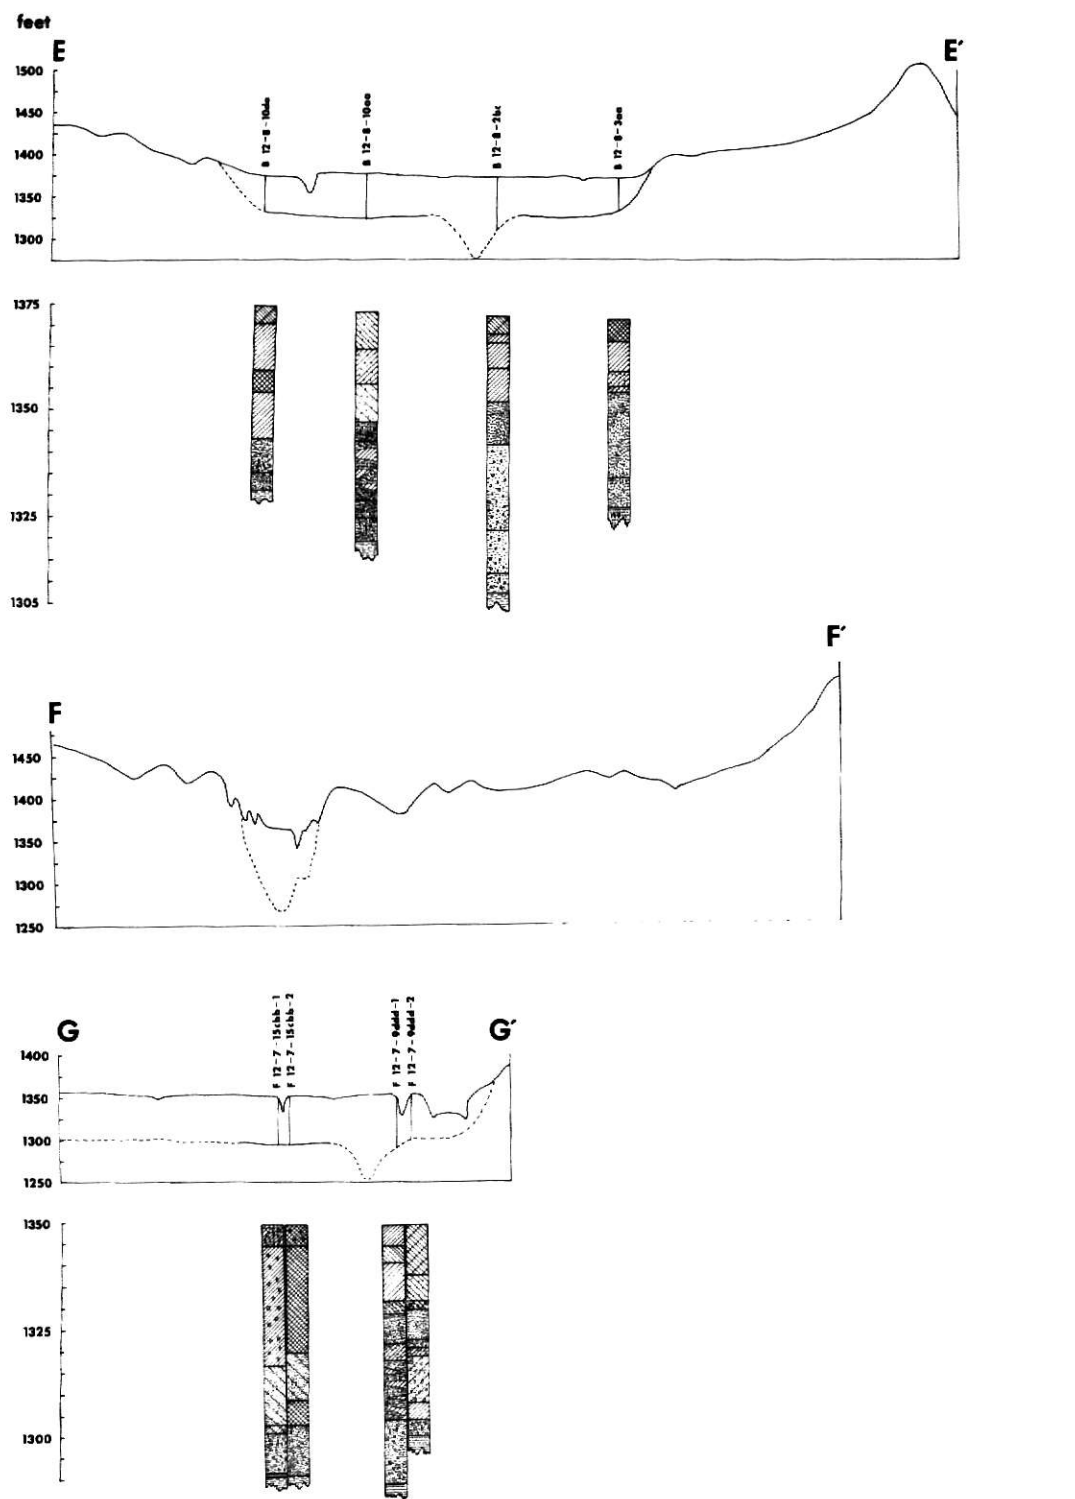 feet
E E′
1500
1450
1400
1350
1300
B 12-8-10da
B 12-8-10aa
B 12-8-2bc
B 12-8-3aa
1375
1350
1325
1305
F F′
1450
1400
1350
1300
1250
G G′
F 12-7-15cbb-1
F 12-7-15cbb-2
F 12-7-9ddd-1
F 12-7-9ddd-2
1400
1350
1300
1250
1350
1325
1300